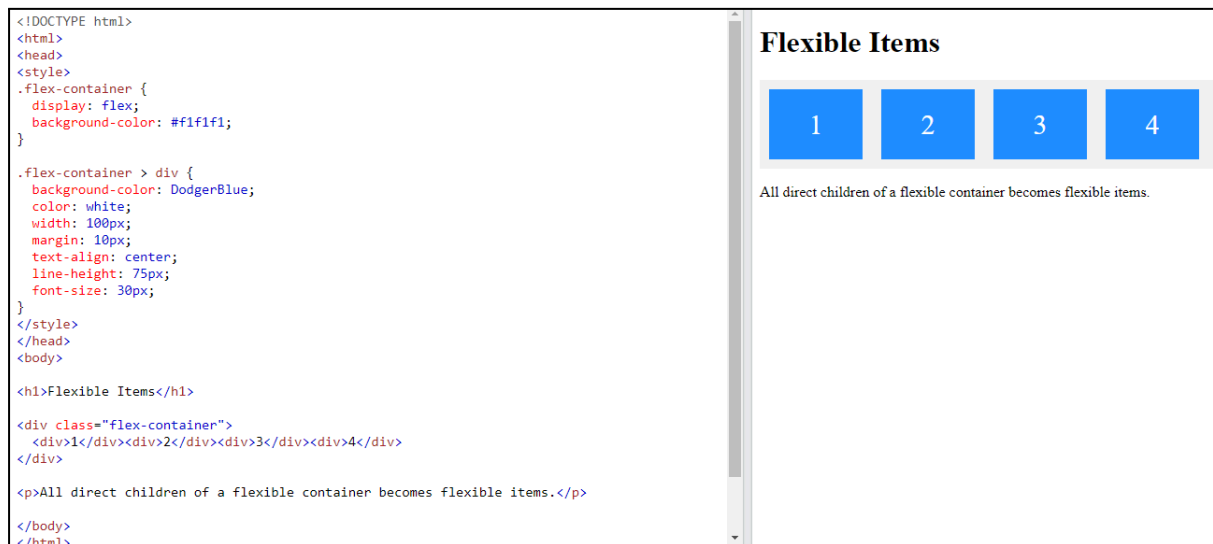 <!DOCTYPE html>
<html>
<head>
<style>
.flex-container {
  display: flex;
  background-color: #f1f1f1;
}

.flex-container > div {
  background-color: DodgerBlue;
  color: white;
  width: 100px;
  margin: 10px;
  text-align: center;
  line-height: 75px;
  font-size: 30px;
}
</style>
</head>
<body>

<h1>Flexible Items</h1>

<div class="flex-container">
  <div>1</div><div>2</div><div>3</div><div>4</div>
</div>

<p>All direct children of a flexible container becomes flexible items.</p>

</body>
</html>
Flexible Items
1 2 3 4
All direct children of a flexible container becomes flexible items.